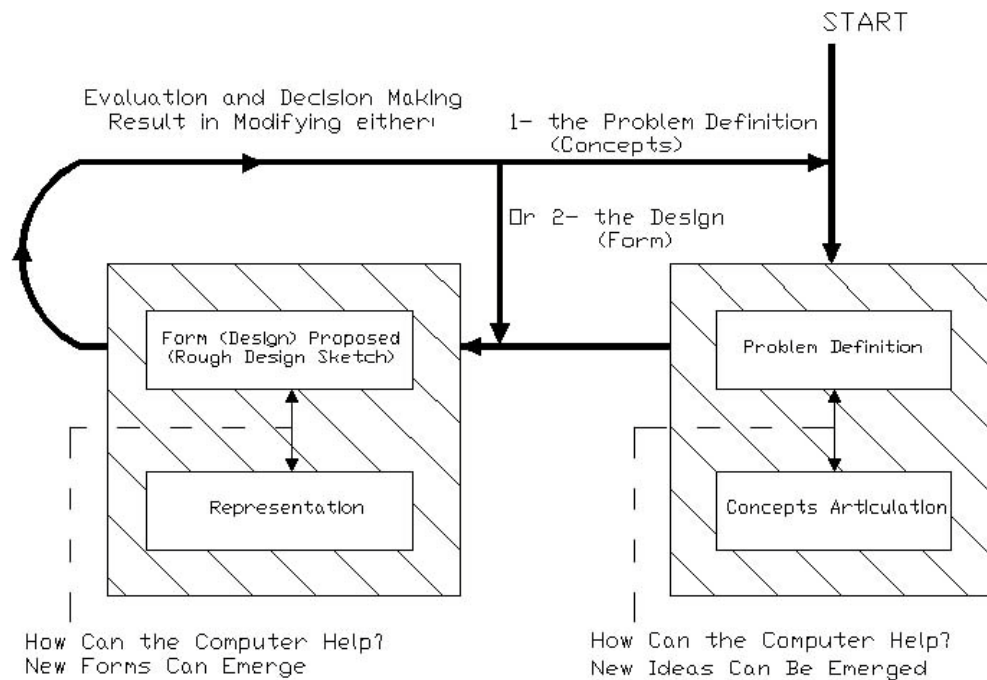 START
Evaluation and Decision Making
Result in Modifying either:
1- the Problem Definition
(Concepts)
Or 2- the Design
(Form)
Form (Design) Proposed
(Rough Design Sketch)
Problem Definition
Representation
Concepts Articulation
How Can the Computer Help?
New Forms Can Emerge
How Can the Computer Help?
New Ideas Can Be Emerged